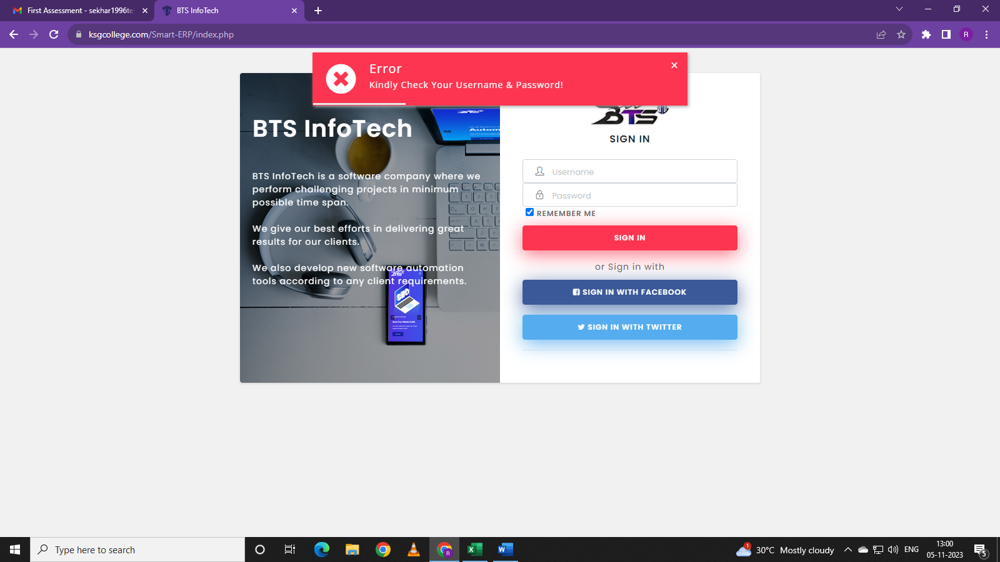 First Assessment - sekhar1996te
BTS InfoTech
ksgcollege.com/Smart-ERP/index.php
R
Error
Kindly Check Your Username & Password!
BTS InfoTech
BTS InfoTech is a software company where we
perform challenging projects in minimum
possible time span.
We give our best efforts in delivering great
results for our clients.
We also develop new software automation
tools according to any client requirements.
BTS
SIGN IN
Username
Password
REMEMBER ME
SIGN IN
or Sign in with
SIGN IN WITH FACEBOOK
SIGN IN WITH TWITTER
Type here to search
R
1
30°C Mostly cloudy
ENG
13:00
05-11-2023
5